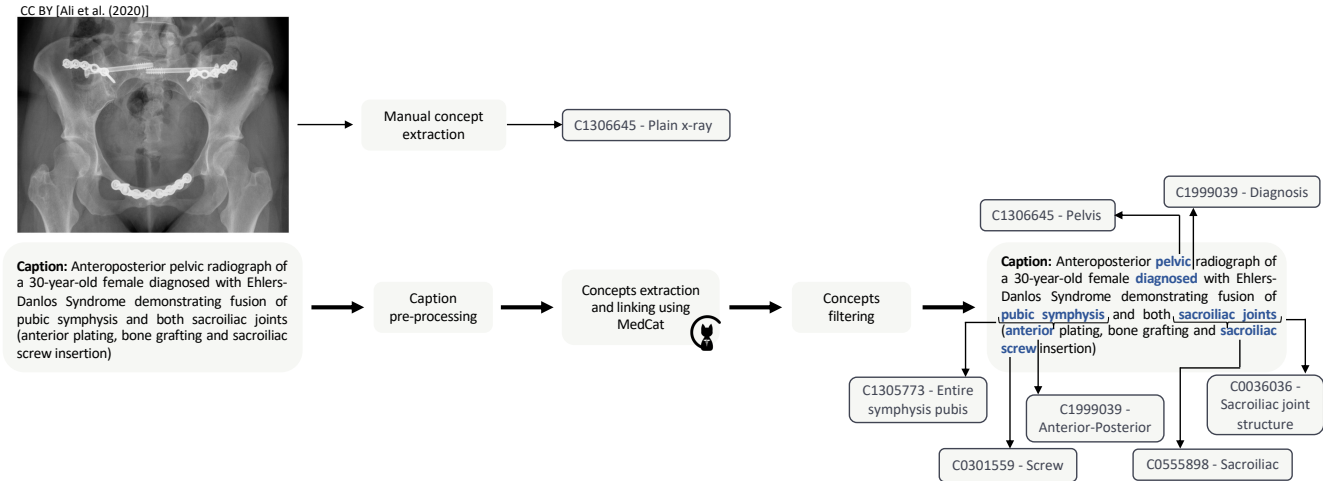 CC BY [Ali et al. (2020)]
Manual concept
extraction
C1306645 - Plain x-ray
C1999039 - Diagnosis
C1306645 - Pelvis
Caption: Anteroposterior pelvic radiograph of
a 30-year-old female diagnosed with Ehlers-
Danlos Syndrome demonstrating fusion of
pubic symphysis and both sacroiliac joints
(anterior plating, bone grafting and sacroiliac
screw insertion)
Caption
pre-processing
Concepts extraction
and linking using
MedCat
Concepts
filtering
Caption: Anteroposterior pelvic radiograph of
a 30-year-old female diagnosed with Ehlers-
Danlos Syndrome demonstrating fusion of
pubic symphysis and both sacroiliac joints
(anterior plating, bone grafting and sacroiliac
screw insertion)
C1305773 - Entire
symphysis pubis
C1999039 -
Anterior-Posterior
C0036036 -
Sacroiliac joint
structure
C0301559 - Screw
C0555898 - Sacroiliac